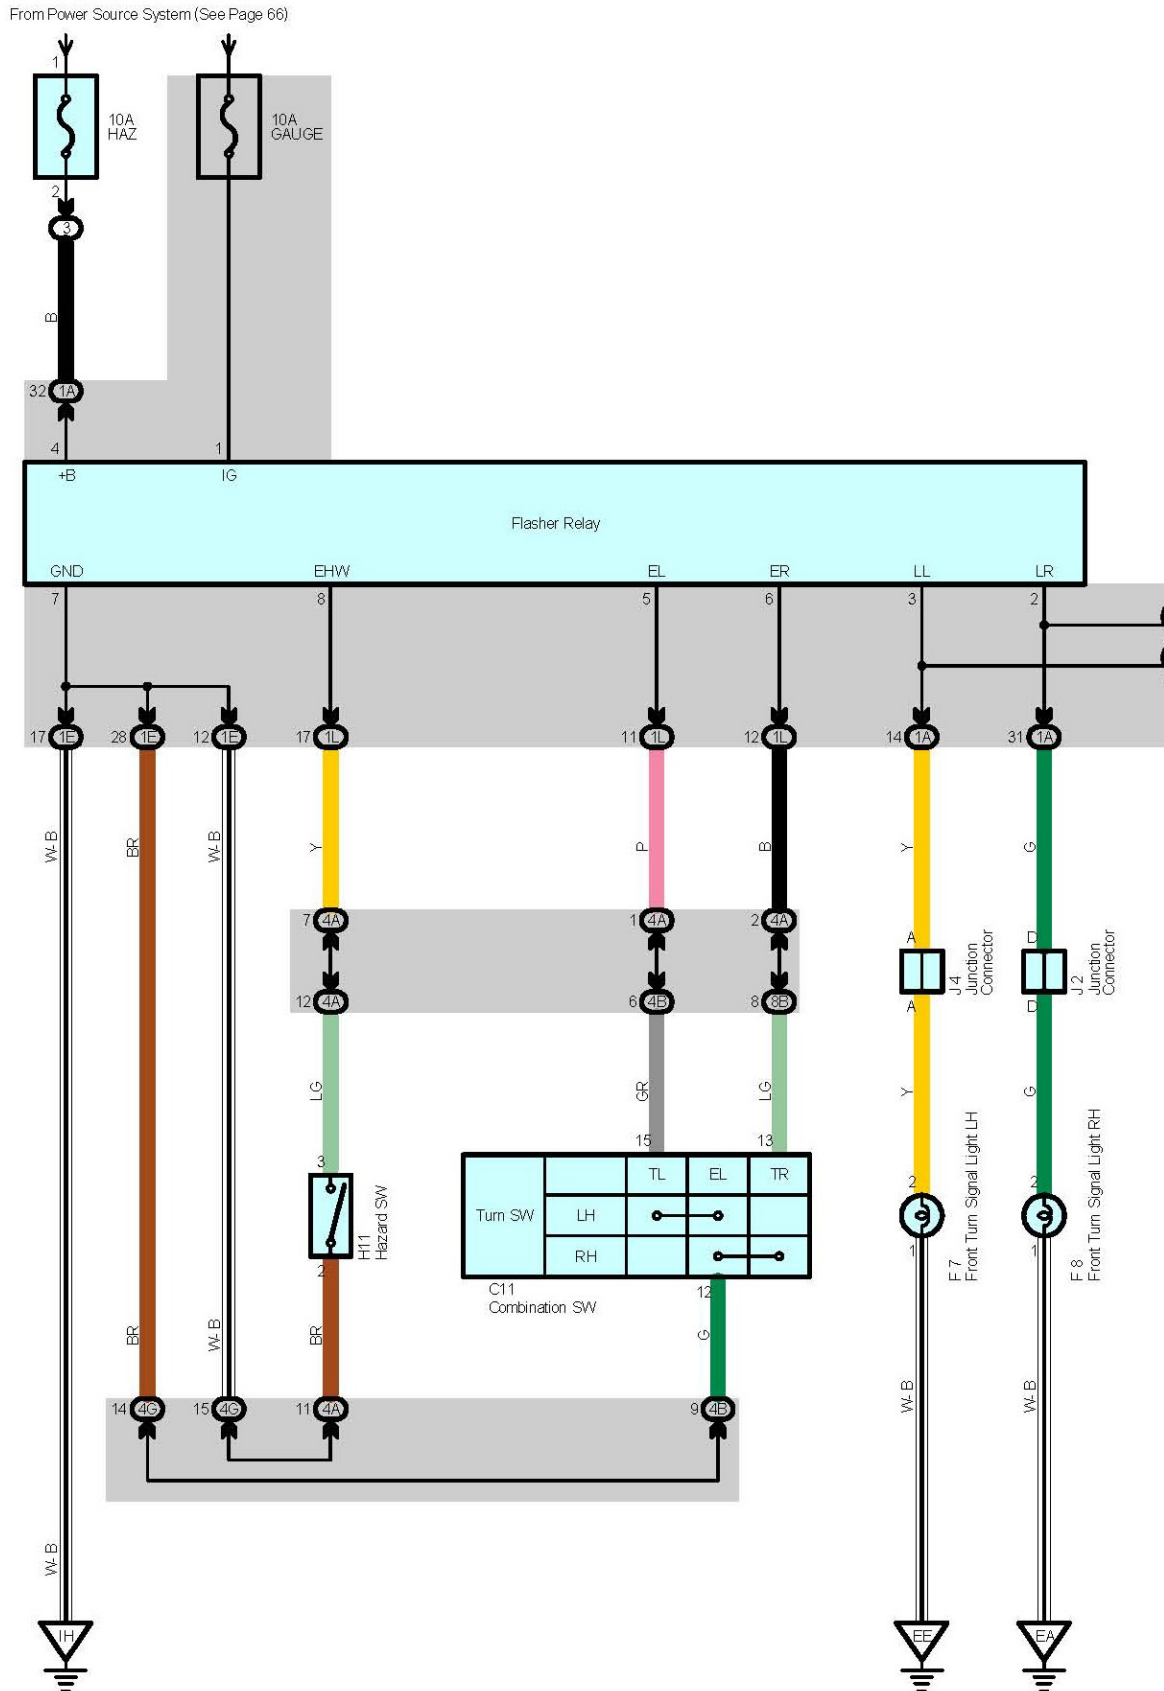 From Power Source System (See Page 66)
1
10A
HAZ
10A
GAUGE
2
3
B
32 1A
4 1
+B IG
Flasher Relay
GND EHW EL ER LL LR
7 8 5 6 3 2
17 1E 28 1E 12 1E 17 1L 11 1L 12 1L 14 1A 31 1A
W-B BR W-B Y P B Y G
7 4A 1 4A 2 4A
A D
J 4
Junction
Connector
J 2
Junction
Connector
12 4A 6 4B 8 8B
A D
LG GR LG Y G
3 15 13
TL EL TR
Turn SW LH
RH
H11
Hazard SW
2 2
F 7
Front Turn Signal Light LH
F 8
Front Turn Signal Light RH
2 12 1 1
C11
Combination SW
BR W-B BR G
W-B W-B
14 4G 15 4G 11 4A 9 4B
W-B
IH EE EA